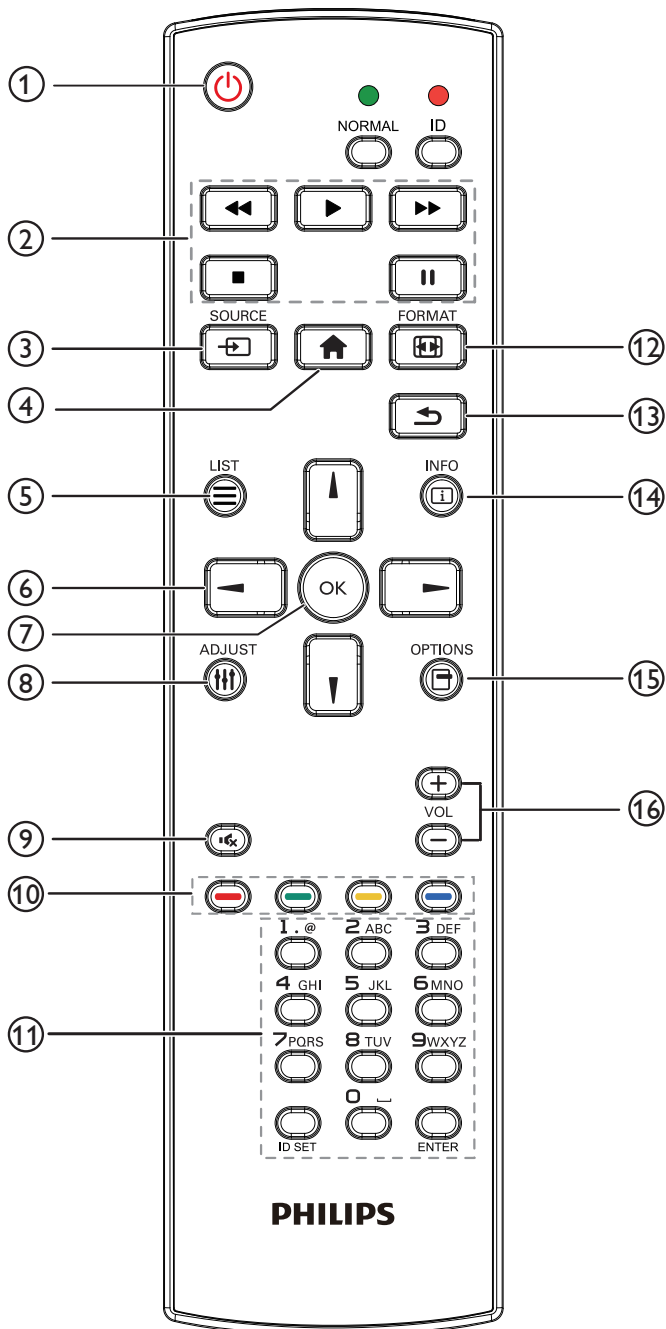 ①
NORMAL ID
②
SOURCE FORMAT
③ ⑫
④
⑬
LIST INFO
⑤ ⑭
⑥ OK
⑦
ADJUST OPTIONS
⑧ ⑮
+
VOL ⑯
⑨ −
⑩
1 . @ 2 ABC 3 DEF
4 GHI 5 JKL 6 MNO
⑪
7 PQRS 8 TUV 9 WXYZ
0 ⎵
ID SET ENTER
PHILIPS